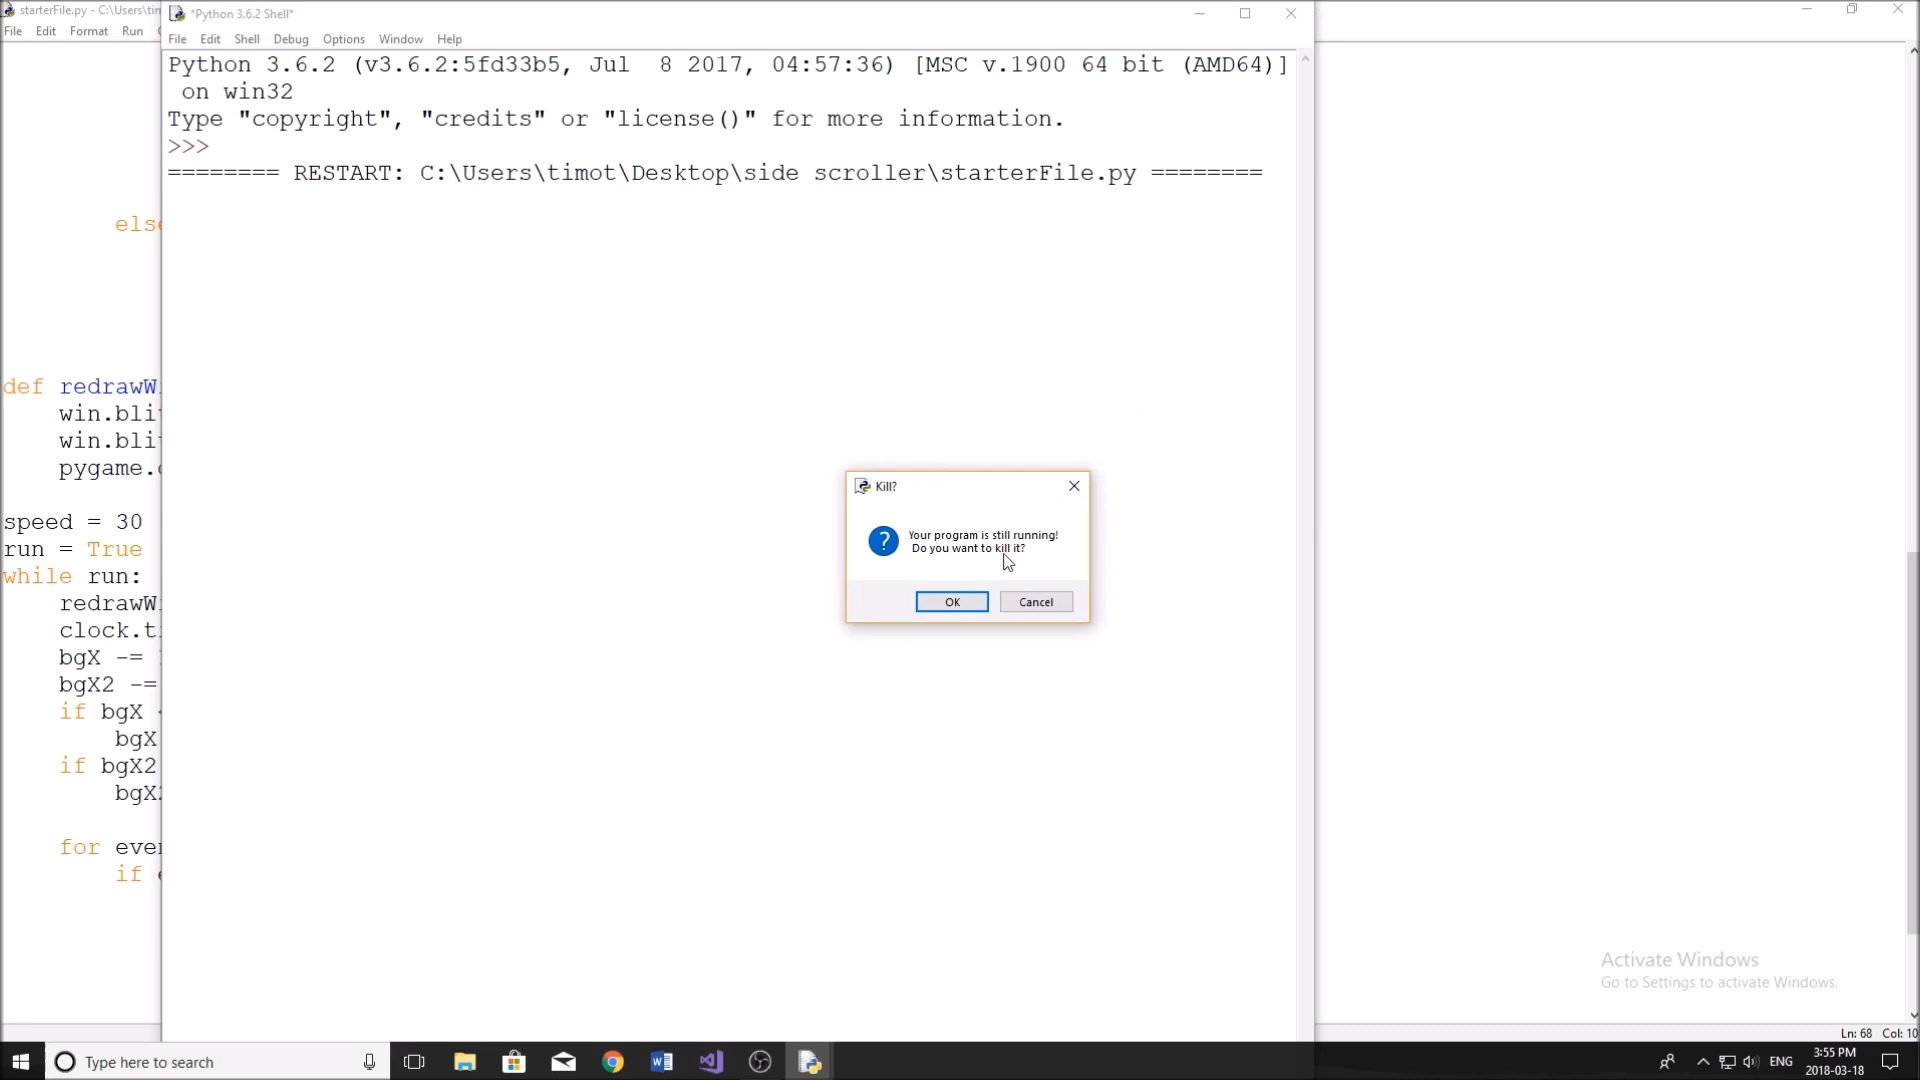 starterFile.py - C:\Users\tim
File Edit Format Run
*Python 3.6.2 Shell*
File Edit Shell Debug Options Window Help
Python 3.6.2 (v3.6.2:5fd33b5, Jul  8 2017, 04:57:36) [MSC v.1900 64 bit (AMD64)]
on win32
Type "copyright", "credits" or "license()" for more information.
>>>
======== RESTART: C:\Users\timot\Desktop\side scroller\starterFile.py ========
else
def redrawW
win.bli
win.bli
pygame.
speed = 30
run = True
while run:
redrawW
clock.t
bgX -=
bgX2 -=
if bgX
bgX
if bgX2
bgX2
for even
if e
Kill?
Your program is still running!
Do you want to kill it?
OK Cancel
Activate Windows
Go to Settings to activate Windows.
Ln: 68 Col: 10
Type here to search
ENG
3:55 PM
2018-03-18